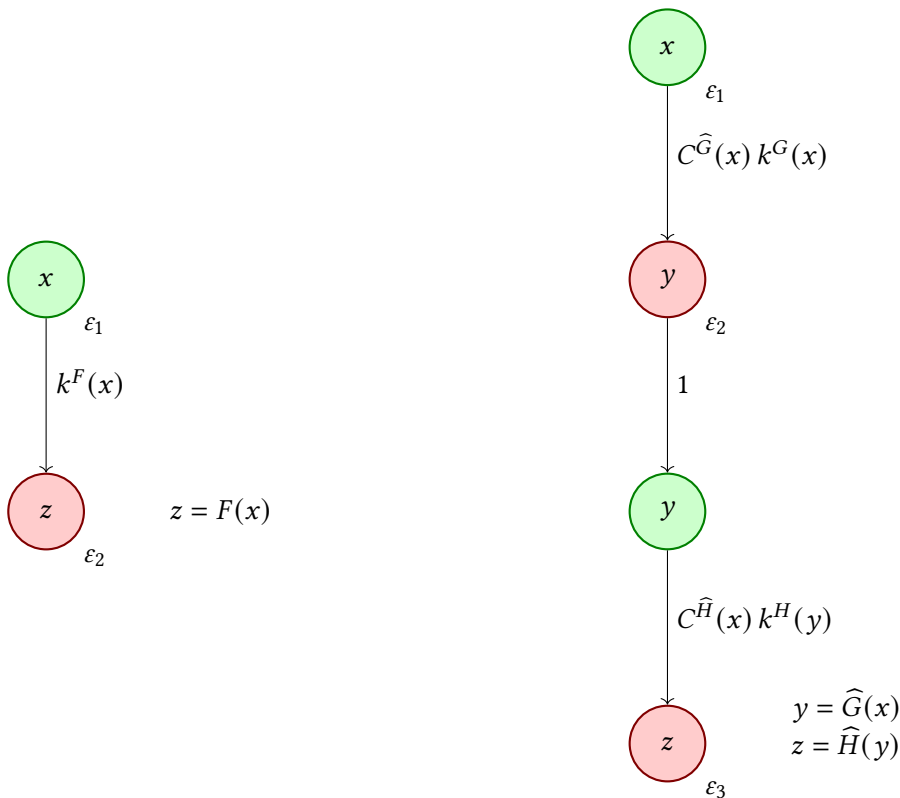 x
ε₁
k^F(x)
z
ε₂
z = F(x)
x
ε₁
C^Ĝ(x) k^G(x)
y
ε₂
1
y
C^Ĥ(x) k^H(y)
z
ε₃
y = Ĝ(x)
z = Ĥ(y)